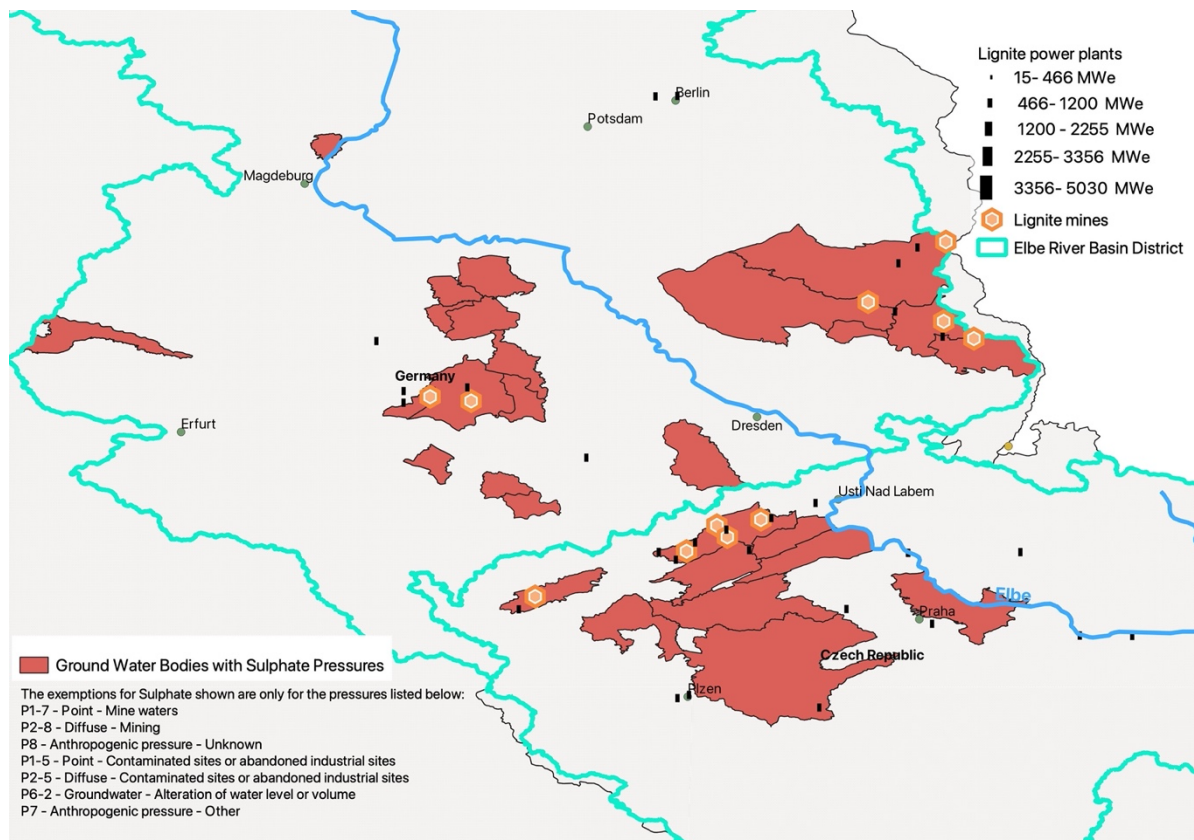 Lignite power plants
15- 466 MWe
466- 1200 MWe
1200 - 2255 MWe
2255- 3356 MWe
3356- 5030 MWe
Lignite mines
Elbe River Basin District
Berlin
Potsdam
Magdeburg
Germany
Erfurt
Dresden
Usti Nad Labem
Elbe
Praha
Czech Republic
Plzen
Ground Water Bodies with Sulphate Pressures
The exemptions for Sulphate shown are only for the pressures listed below:
P1-7 - Point - Mine waters
P2-8 - Diffuse - Mining
P8 - Anthropogenic pressure - Unknown
P1-5 - Point - Contaminated sites or abandoned industrial sites
P2-5 - Diffuse - Contaminated sites or abandoned industrial sites
P6-2 - Groundwater - Alteration of water level or volume
P7 - Anthropogenic pressure - Other